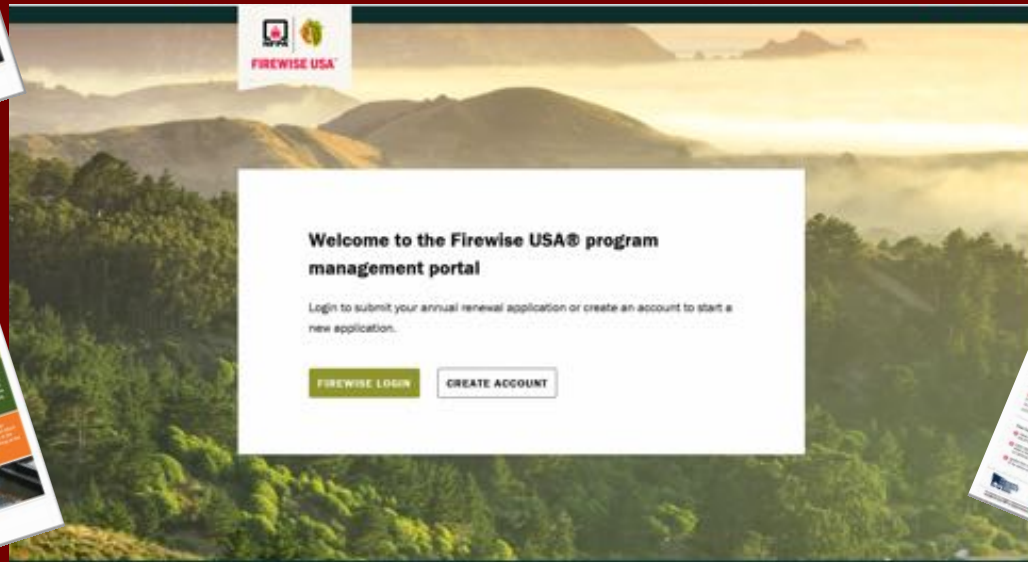 NFPA
FIREWISE USA
Welcome to the Firewise USA® program
management portal
Login to submit your annual renewal application or create an account to start a
new application.
FIREWISE LOGIN
CREATE ACCOUNT